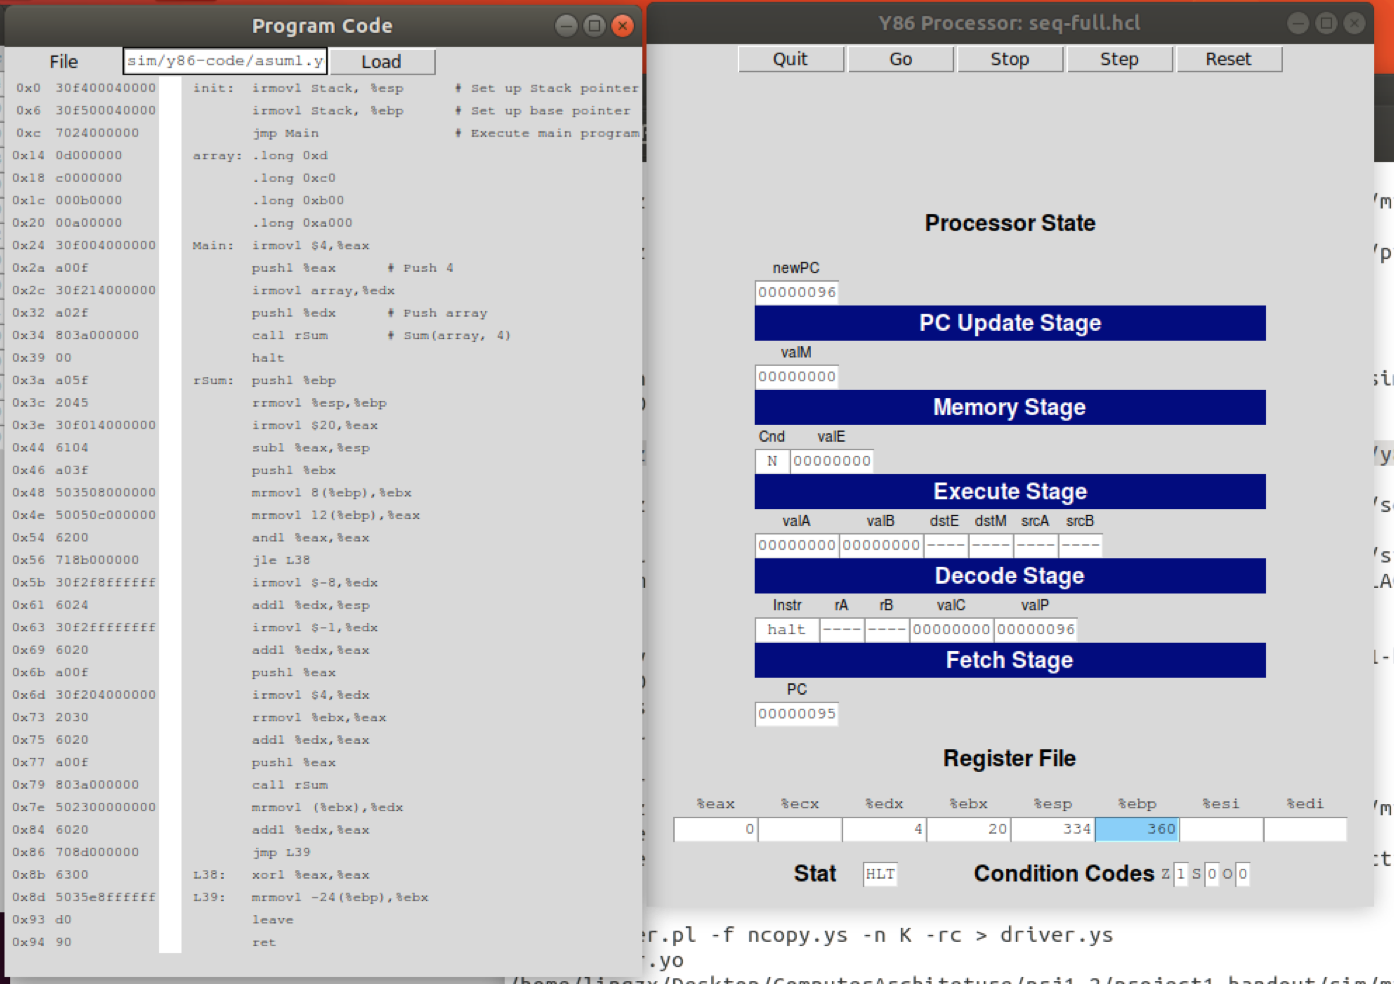 Program Code
File sim/y86-code/asuml.y Load
0x0 30f400040000 init: irmovl Stack, %esp # Set up Stack pointer
0x6 30f500040000 irmovl Stack, %ebp # Set up base pointer
0xc 7024000000 jmp Main # Execute main program
0x14 0d000000 array: .long 0xd
0x18 c0000000 .long 0xc0
0x1c 000b0000 .long 0xb00
0x20 00a00000 .long 0xa000
0x24 30f004000000 Main: irmovl $4,%eax
0x2a a00f pushl %eax # Push 4
0x2c 30f214000000 irmovl array,%edx
0x32 a02f pushl %edx # Push array
0x34 803a000000 call rSum # Sum(array, 4)
0x39 00 halt
0x3a a05f rSum: pushl %ebp
0x3c 2045 rrmovl %esp,%ebp
0x3e 30f014000000 irmovl $20,%eax
0x44 6104 subl %eax,%esp
0x46 a03f pushl %ebx
0x48 503508000000 mrmovl 8(%ebp),%ebx
0x4e 50050c000000 mrmovl 12(%ebp),%eax
0x54 6200 andl %eax,%eax
0x56 718b000000 jle L38
0x5b 30f2f8ffffff irmovl $-8,%edx
0x61 6024 addl %edx,%esp
0x63 30f2ffffffff irmovl $-1,%edx
0x69 6020 addl %edx,%eax
0x6b a00f pushl %eax
0x6d 30f204000000 irmovl $4,%edx
0x73 2030 rrmovl %ebx,%eax
0x75 6020 addl %edx,%eax
0x77 a00f pushl %eax
0x79 803a000000 call rSum
0x7e 502300000000 mrmovl (%ebx),%edx
0x84 6020 addl %edx,%eax
0x86 708d000000 jmp L39
0x8b 6300 L38: xorl %eax,%eax
0x8d 5035e8ffffff L39: mrmovl -24(%ebp),%ebx
0x93 d0 leave
0x94 90 ret
Y86 Processor: seq-full.hcl
Quit Go Stop Step Reset
Processor State
newPC
00000096
PC Update Stage
valM
00000000
Memory Stage
Cnd valE
N 00000000
Execute Stage
valA valB dstE dstM srcA srcB
00000000 00000000 ---- ---- ---- ----
Decode Stage
Instr rA rB valC valP
halt ---- ---- 00000000 00000096
Fetch Stage
PC
00000095
Register File
%eax %ecx %edx %ebx %esp %ebp %esi %edi
0 4 20 334 360
Stat HLT Condition Codes Z 1 S 0 O 0
er.pl -f ncopy.ys -n K -rc > driver.ys
r.yo